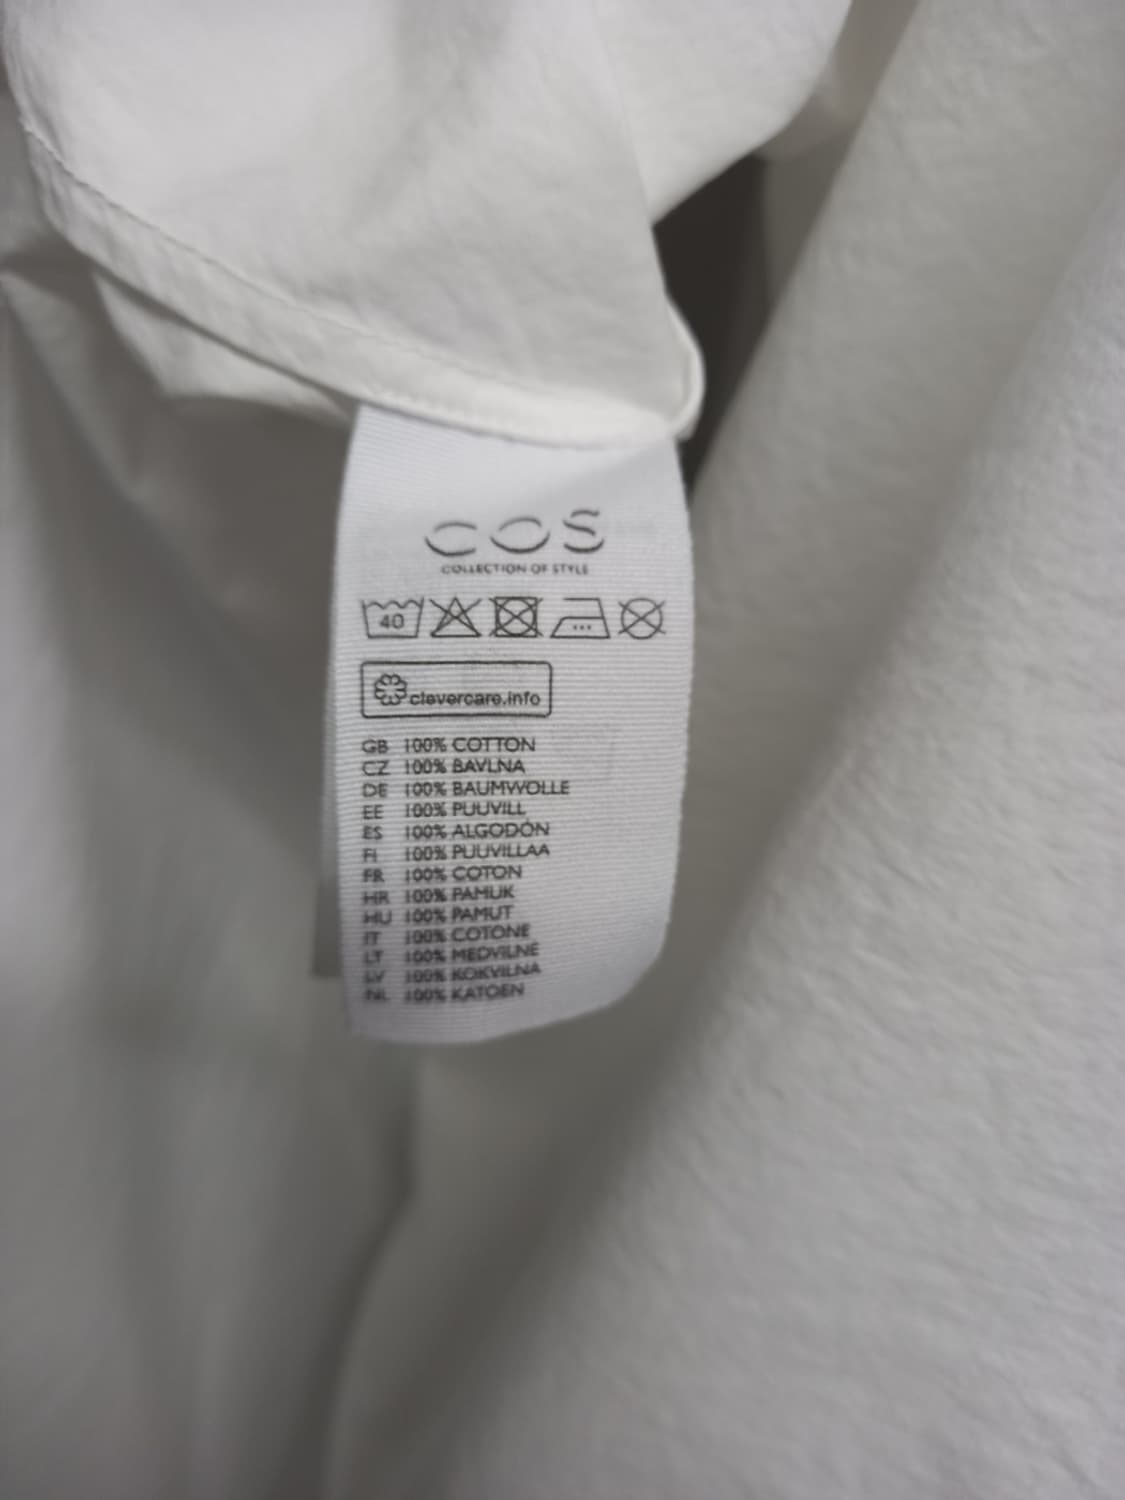 COS
COLLECTION OF STYLE
40
clevercare.info
GB 100% COTTON
CZ 100% BAVLNA
DE 100% BAUMWOLLE
EE 100% PUUVILL
ES 100% ALGODÓN
FI 100% PUUVILLAA
FR 100% COTON
HR 100% PAMUK
HU 100% PAMUT
IT 100% COTONE
LT 100% MEDVILNE
LV 100% KOKVILNA
NL 100% KATOEN